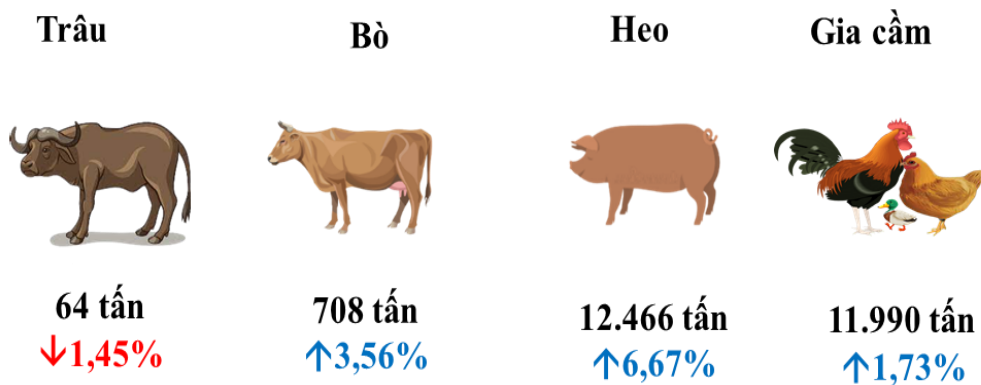 Trâu
Bò
Heo
Gia cầm
64 tấn
708 tấn
12.466 tấn
11.990 tấn
↓1,45%
↑3,56%
↑6,67%
↑1,73%